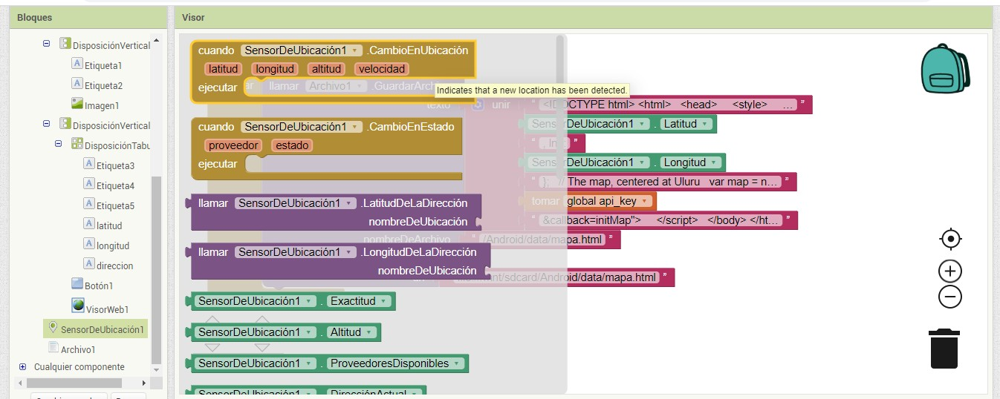 Bloques
DisposiciónVertical
Etiqueta1
Etiqueta2
Imagen1
DisposiciónVertical
DisposiciónTabu
Etiqueta3
Etiqueta4
Etiqueta5
latitud
longitud
direccion
Botón1
VisorWeb1
SensorDeUbicación1
Archivo1
Cualquier componente
Visor
cuando SensorDeUbicación1 .CambioEnUbicación
latitud longitud altitud velocidad
ejecutar
llamar Archivo1 .GuardarArch
Indicates that a new location has been detected.
texto unir " <!DOCTYPE html> <html> <head> <style> ... "
cuando SensorDeUbicación1 .CambioEnEstado
proveedor estado
ejecutar
SensorDeUbicación1 . Latitud
" , lng: "
SensorDeUbicación1 . Longitud
" }; // The map, centered at Uluru var map = n... "
llamar SensorDeUbicación1 .LatitudDeLaDirección
nombreDeUbicación
tomar global api_key
" &callback=initMap"> </script> </body> </ht... "
nombreDeArchivo " /Android/data/mapa.html "
llamar SensorDeUbicación1 .LongitudDeLaDirección
nombreDeUbicación
/sdcard/Android/data/mapa.html "
SensorDeUbicación1 . Exactitud
SensorDeUbicación1 . Altitud
SensorDeUbicación1 . ProveedoresDisponibles
SensorDeUbicación1 . DirecciónActual